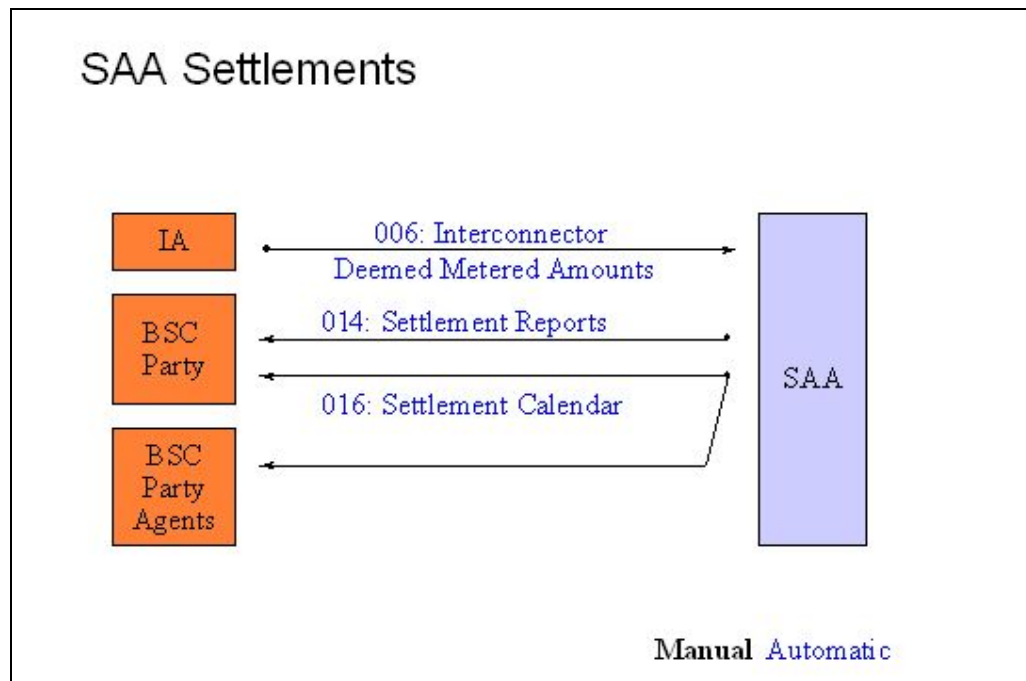 SAA Settlements
IA
006: Interconnector
Deemed Metered Amounts
BSC
Party
014: Settlement Reports
SAA
016: Settlement Calendar
BSC
Party
Agents
Manual Automatic